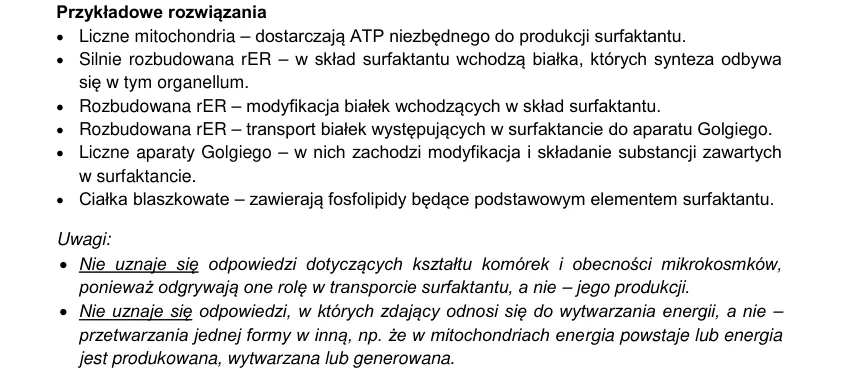 Przykładowe rozwiązania
• Liczne mitochondria – dostarczają ATP niezbędnego do produkcji surfaktantu.
• Silnie rozbudowana rER – w skład surfaktantu wchodzą białka, których synteza odbywa
się w tym organellum.
• Rozbudowana rER – modyfikacja białek wchodzących w skład surfaktantu.
• Rozbudowana rER – transport białek występujących w surfaktancie do aparatu Golgiego.
• Liczne aparaty Golgiego – w nich zachodzi modyfikacja i składanie substancji zawartych
w surfaktancie.
• Ciałka blaszkowate – zawierają fosfolipidy będące podstawowym elementem surfaktantu.
Uwagi:
• Nie uznaje się odpowiedzi dotyczących kształtu komórek i obecności mikrokosmków,
ponieważ odgrywają one rolę w transporcie surfaktantu, a nie – jego produkcji.
• Nie uznaje się odpowiedzi, w których zdający odnosi się do wytwarzania energii, a nie –
przetwarzania jednej formy w inną, np. że w mitochondriach energia powstaje lub energia
jest produkowana, wytwarzana lub generowana.